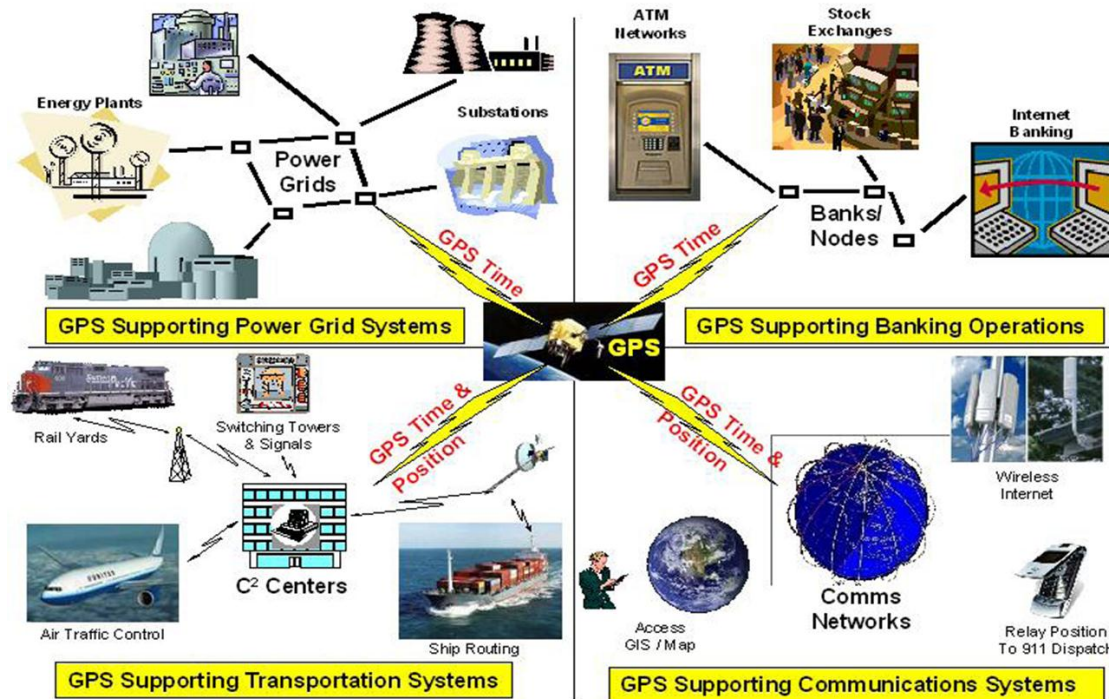 Energy Plants
Substations
Power
Grids
GPS Time
GPS Supporting Power Grid Systems
ATM
Networks
ATM
Stock
Exchanges
Internet
Banking
Banks/
Nodes
GPS Time
GPS Supporting Banking Operations
GPS
Rail Yards
Switching Towers
& Signals
GPS Time &
Position
C² Centers
Air Traffic Control
Ship Routing
GPS Supporting Transportation Systems
GPS Time &
Position
Wireless
Internet
Access
GIS / Map
Comms
Networks
Relay Position
To 911 Dispatch
GPS Supporting Communications Systems